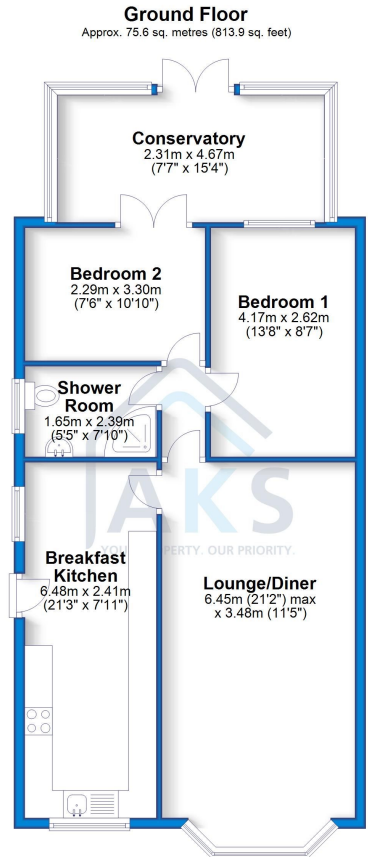 Ground Floor
Approx. 75.6 sq. metres (813.9 sq. feet)
Conservatory
2.31m x 4.67m
(7'7" x 15'4")
Bedroom 2
2.29m x 3.30m
(7'6" x 10'10")
Bedroom 1
4.17m x 2.62m
(13'8" x 8'7")
Shower
Room
1.65m x 2.39m
(5'5" x 7'10")
AKS
YOUR PROPERTY. OUR PRIORITY.
Breakfast
Kitchen
6.48m x 2.41m
(21'3" x 7'11")
Lounge/Diner
6.45m (21'2") max
x 3.48m (11'5")